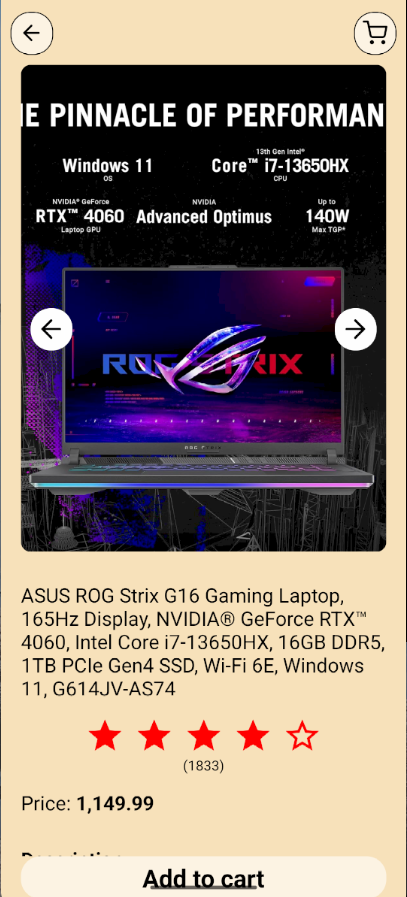 E PINNACLE OF PERFORMAN
Windows 11
OS
13th Gen Intel®
Core™ i7-13650HX
CPU
NVIDIA® GeForce
RTX™ 4060
Laptop GPU
NVIDIA
Advanced Optimus
Up to
140W
Max TGP*
ROG STRIX
ASUS ROG Strix G16 Gaming Laptop,
165Hz Display, NVIDIA® GeForce RTX™
4060, Intel Core i7-13650HX, 16GB DDR5,
1TB PCIe Gen4 SSD, Wi-Fi 6E, Windows
11, G614JV-AS74
(1833)
Price: 1,149.99
Description
Add to cart